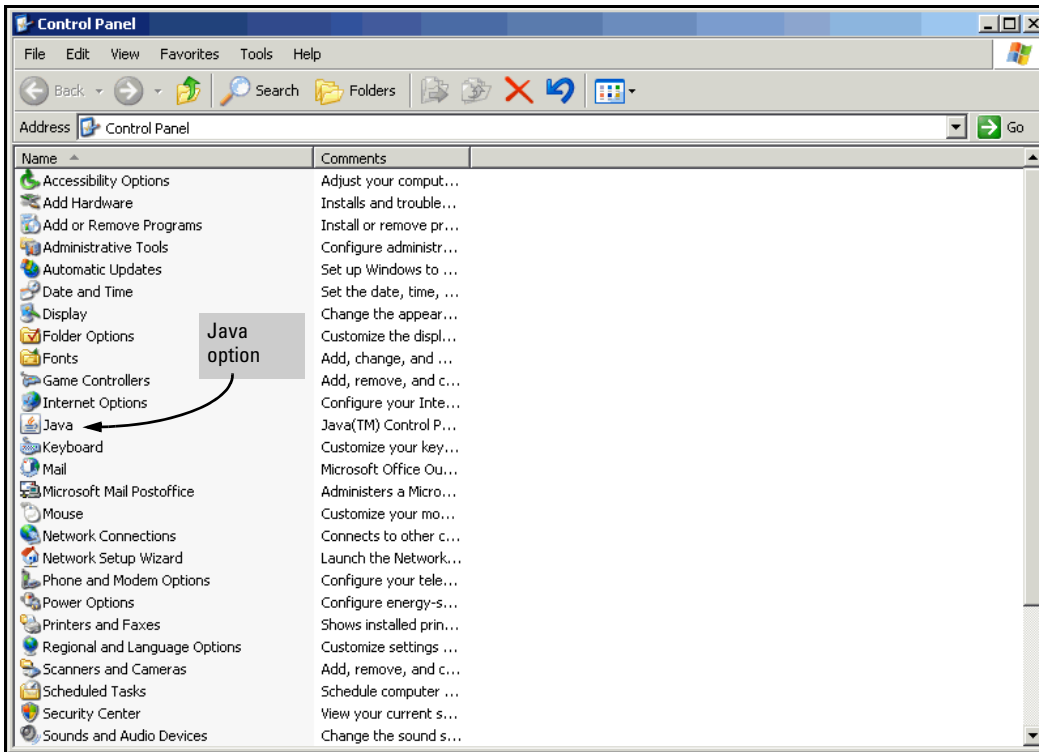 Control Panel
File Edit View Favorites Tools Help
Back Search Folders
Address Control Panel Go
Name Comments
Accessibility Options Adjust your comput...
Add Hardware Installs and trouble...
Add or Remove Programs Install or remove pr...
Administrative Tools Configure administr...
Automatic Updates Set up Windows to ...
Date and Time Set the date, time, ...
Display Change the appear...
Java
option
Folder Options Customize the displ...
Fonts Add, change, and ...
Game Controllers Add, remove, and c...
Internet Options Configure your Inte...
Java Java(TM) Control P...
Keyboard Customize your key...
Mail Microsoft Office Ou...
Microsoft Mail Postoffice Administers a Micro...
Mouse Customize your mo...
Network Connections Connects to other c...
Network Setup Wizard Launch the Network...
Phone and Modem Options Configure your tele...
Power Options Configure energy-s...
Printers and Faxes Shows installed prin...
Regional and Language Options Customize settings ...
Scanners and Cameras Add, remove, and c...
Scheduled Tasks Schedule computer ...
Security Center View your current s...
Sounds and Audio Devices Change the sound s...